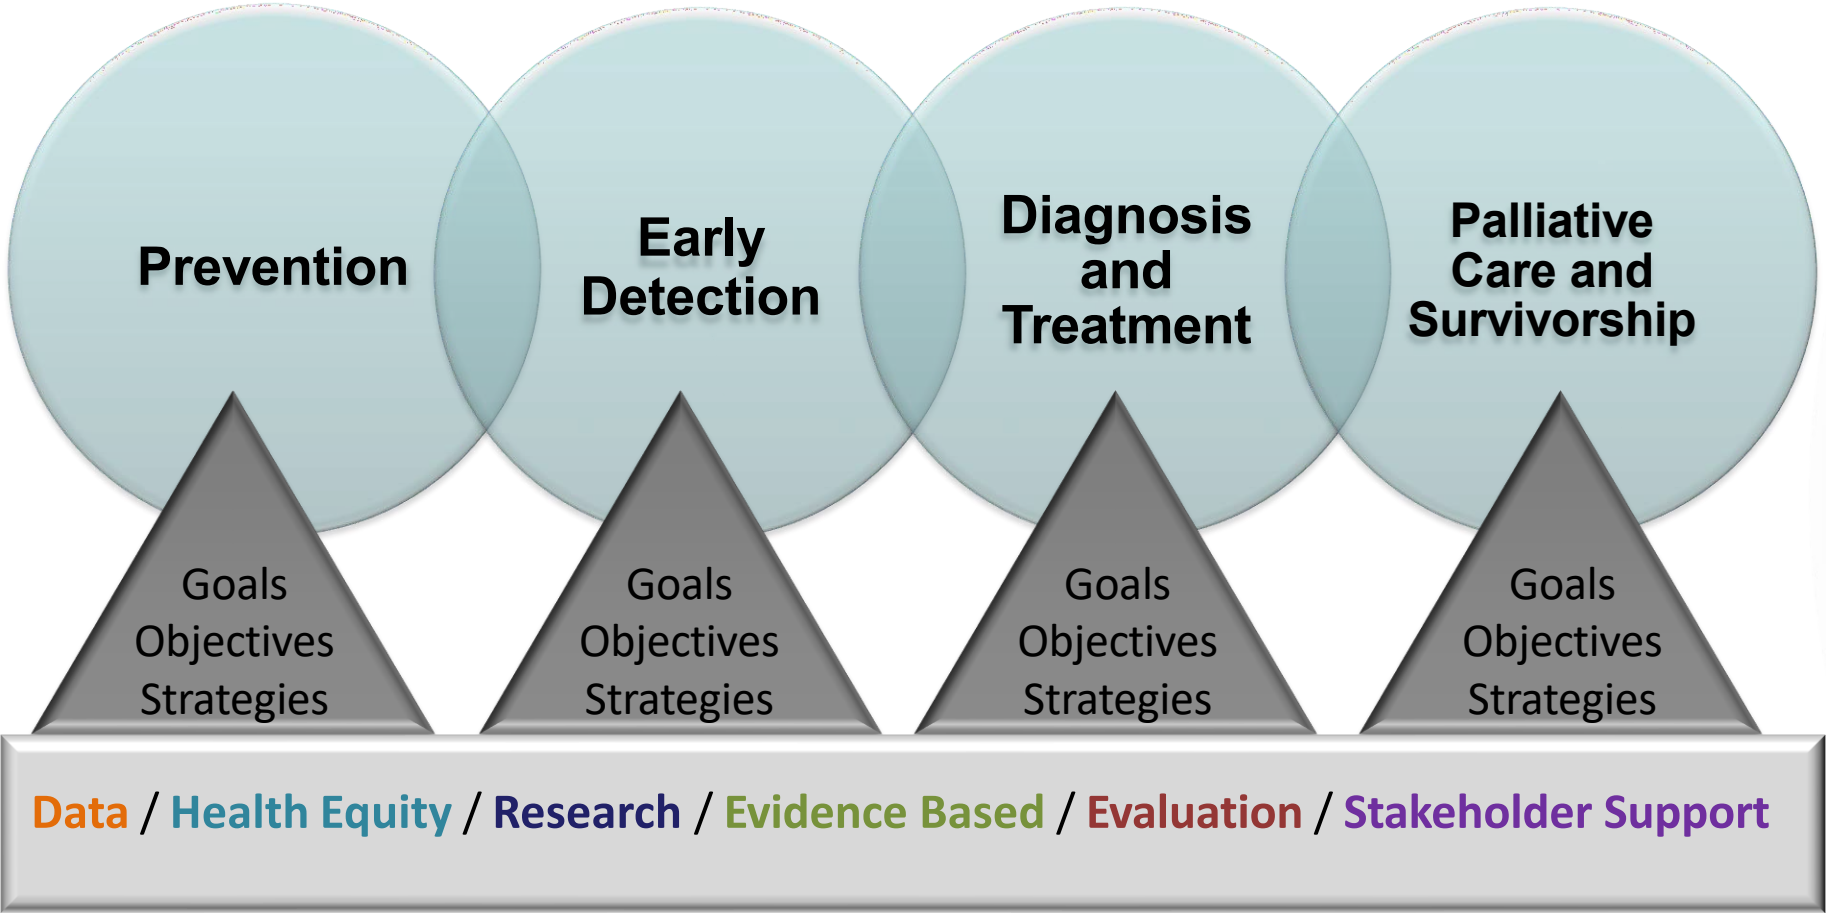 Prevention
Early
Detection
Diagnosis
and
Treatment
Palliative
Care and
Survivorship
Goals
Objectives
Strategies
Goals
Objectives
Strategies
Goals
Objectives
Strategies
Goals
Objectives
Strategies
Data / Health Equity / Research / Evidence Based / Evaluation / Stakeholder Support